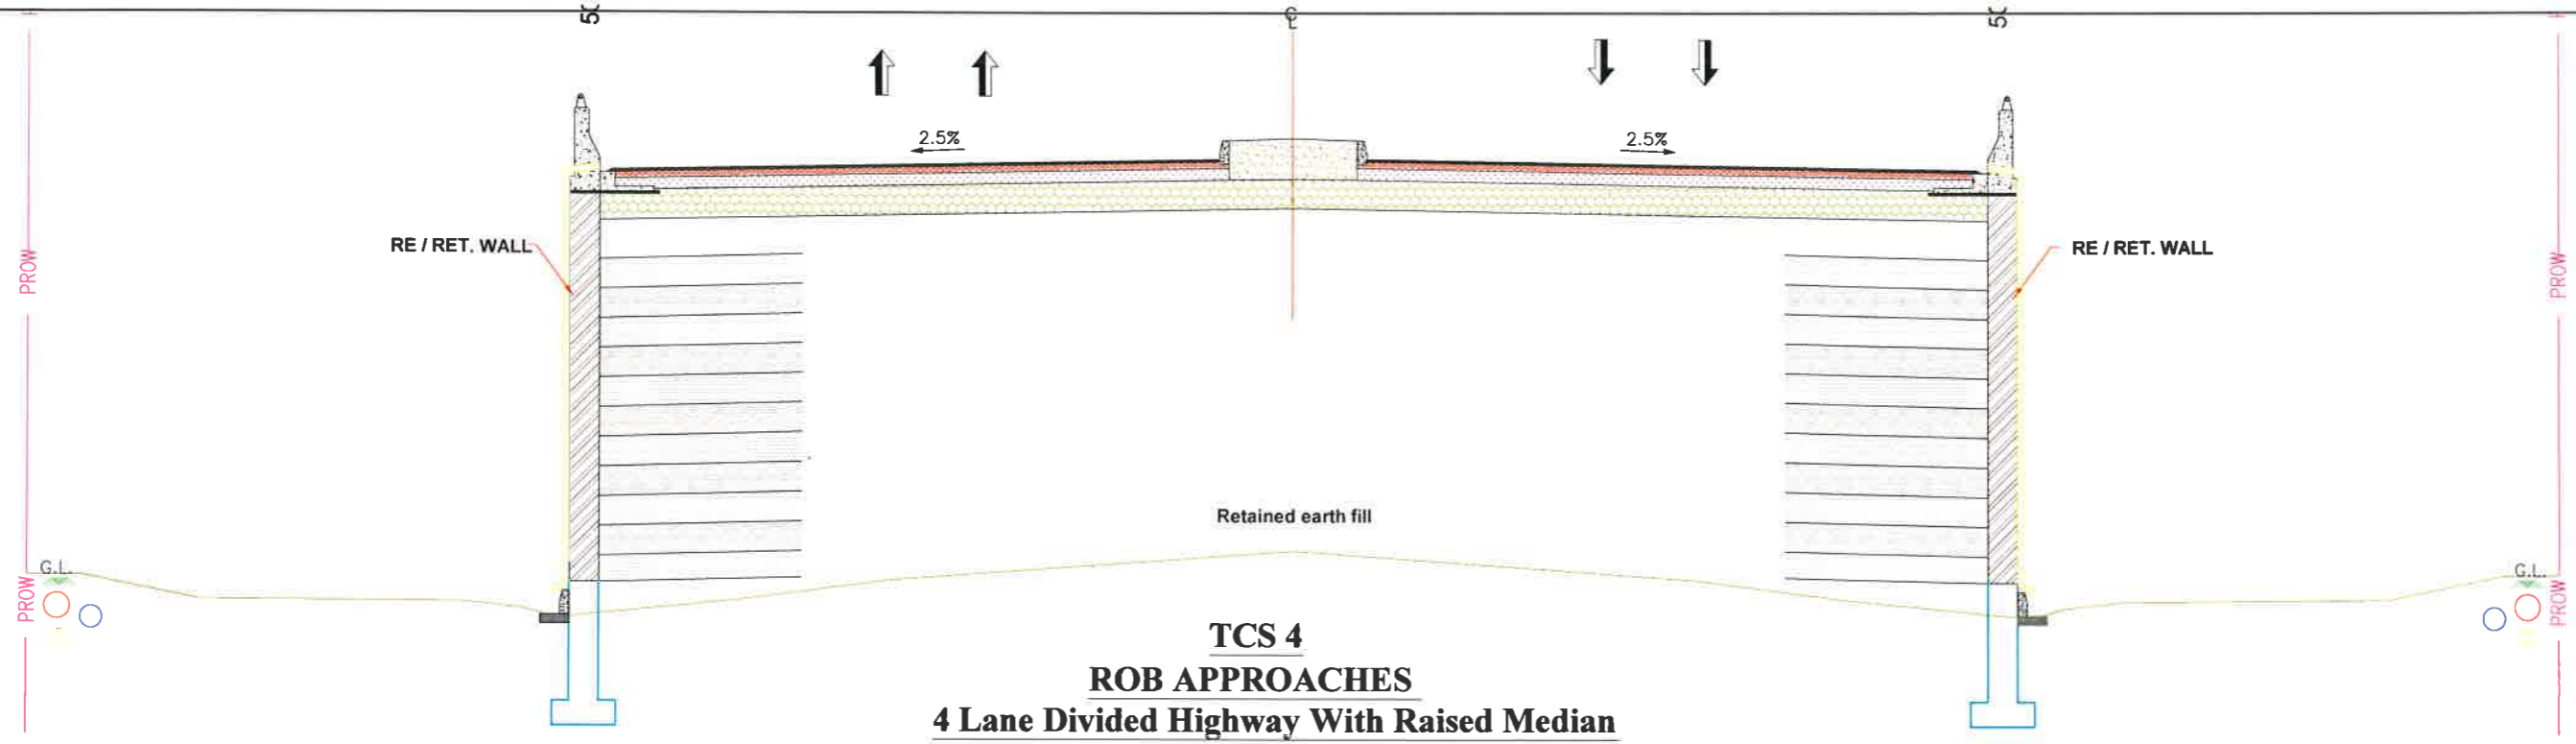 2.5%
2.5%
RE / RET. WALL
RE / RET. WALL
PROW
PROW
Retained earth fill
G.L.
G.L.
PROW
PROW
TCS 4
ROB APPROACHES
4 Lane Divided Highway With Raised Median